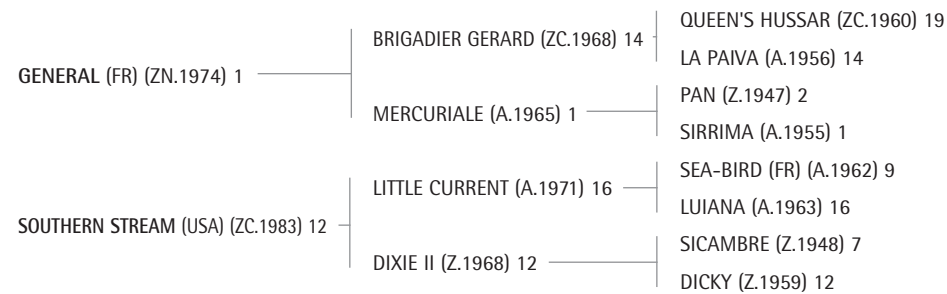 GENERAL (FR) (ZN.1974) 1
BRIGADIER GERARD (ZC.1968) 14
QUEEN'S HUSSAR (ZC.1960) 19
LA PAIVA (A.1956) 14
MERCURIALE (A.1965) 1
PAN (Z.1947) 2
SIRRIMA (A.1955) 1
SOUTHERN STREAM (USA) (ZC.1983) 12
LITTLE CURRENT (A.1971) 16
SEA-BIRD (FR) (A.1962) 9
LUIANA (A.1963) 16
DIXIE II (Z.1968) 12
SICAMBRE (Z.1948) 7
DICKY (Z.1959) 12